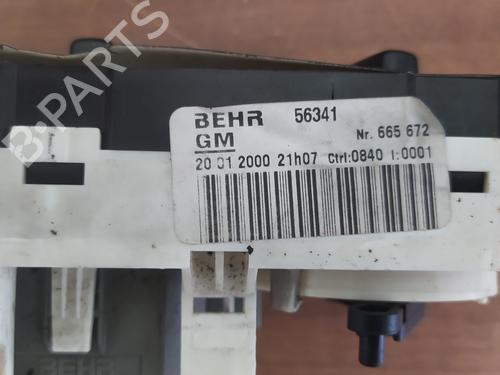 BEHR 56341
GM Nr. 665 672
20 01 2000 21h07 Ctrl:0840 I:0001
B-PARTS
BEHR